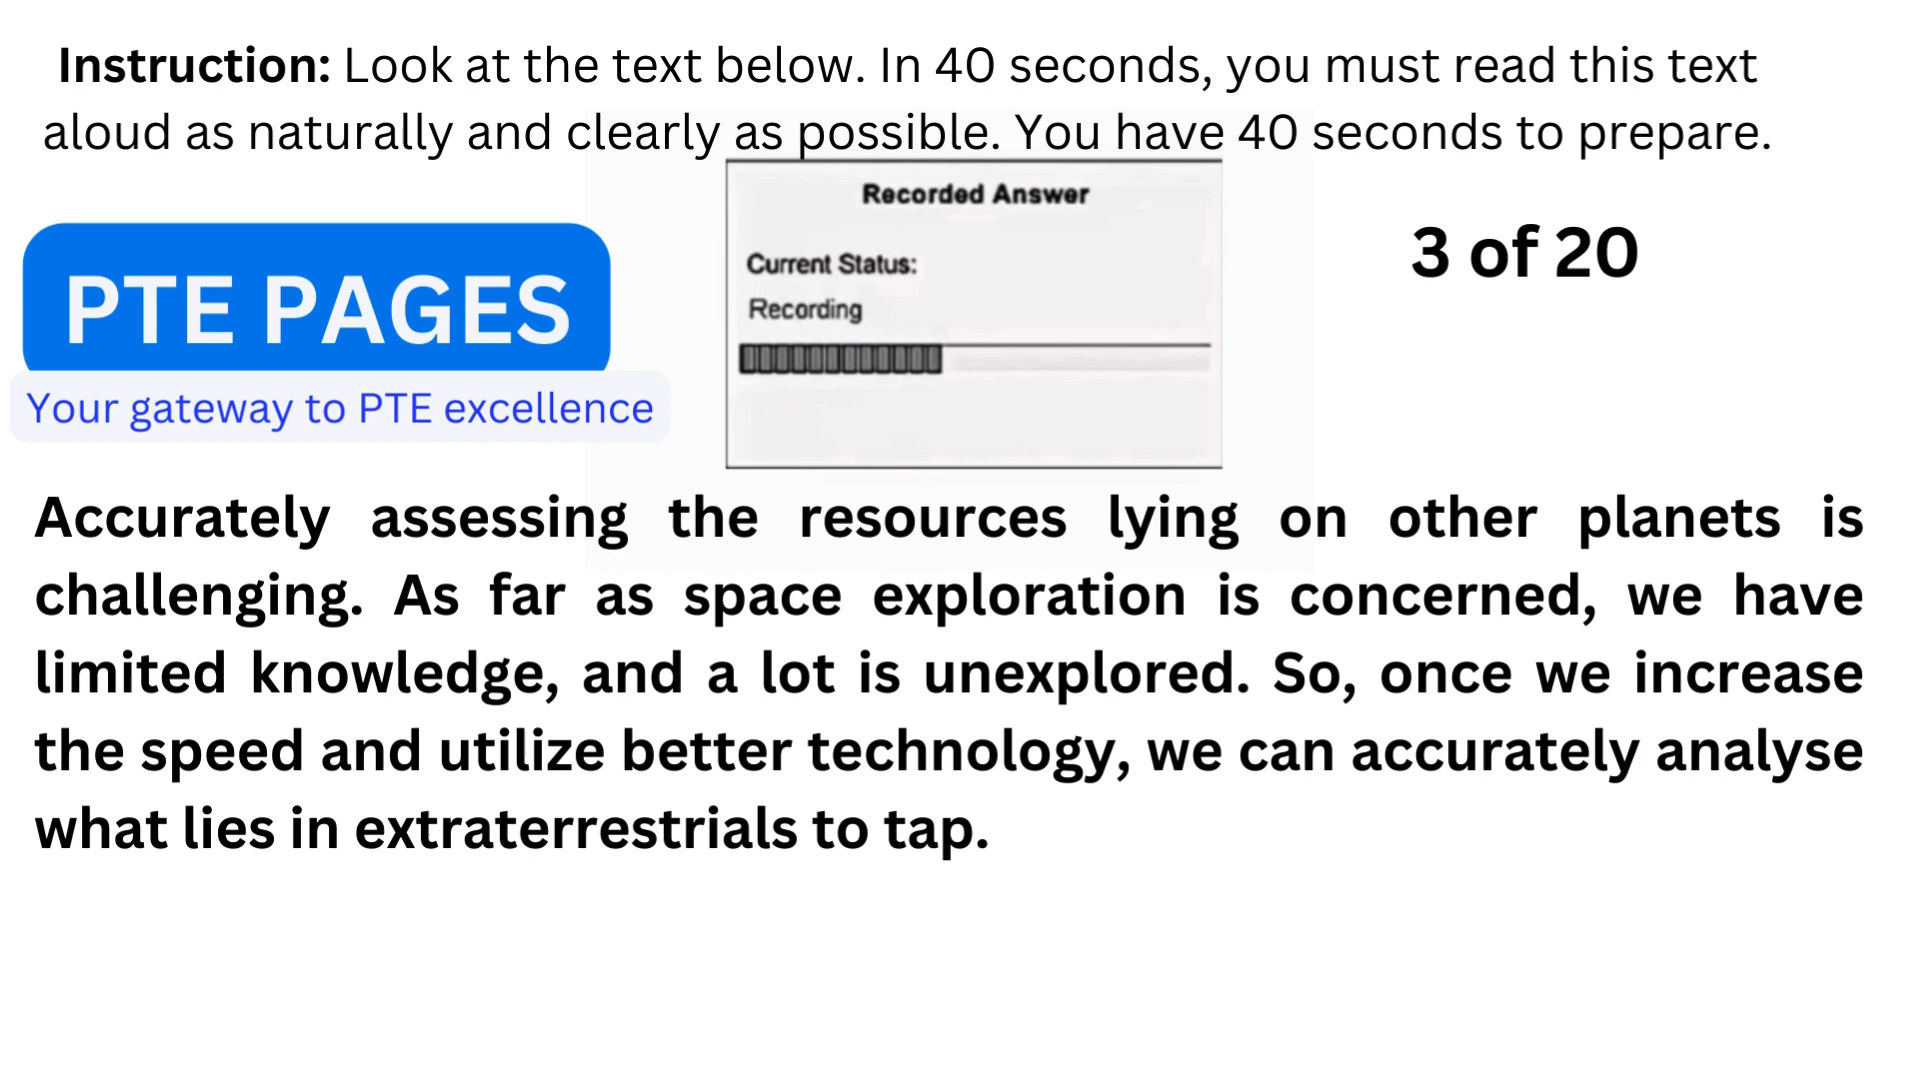 Instruction: Look at the text below. In 40 seconds, you must read this text
aloud as naturally and clearly as possible. You have 40 seconds to prepare.
Recorded Answer
Current Status:
Recording
3 of 20
PTE PAGES
Your gateway to PTE excellence
Accurately assessing the resources lying on other planets is
challenging. As far as space exploration is concerned, we have
limited knowledge, and a lot is unexplored. So, once we increase
the speed and utilize better technology, we can accurately analyse
what lies in extraterrestrials to tap.